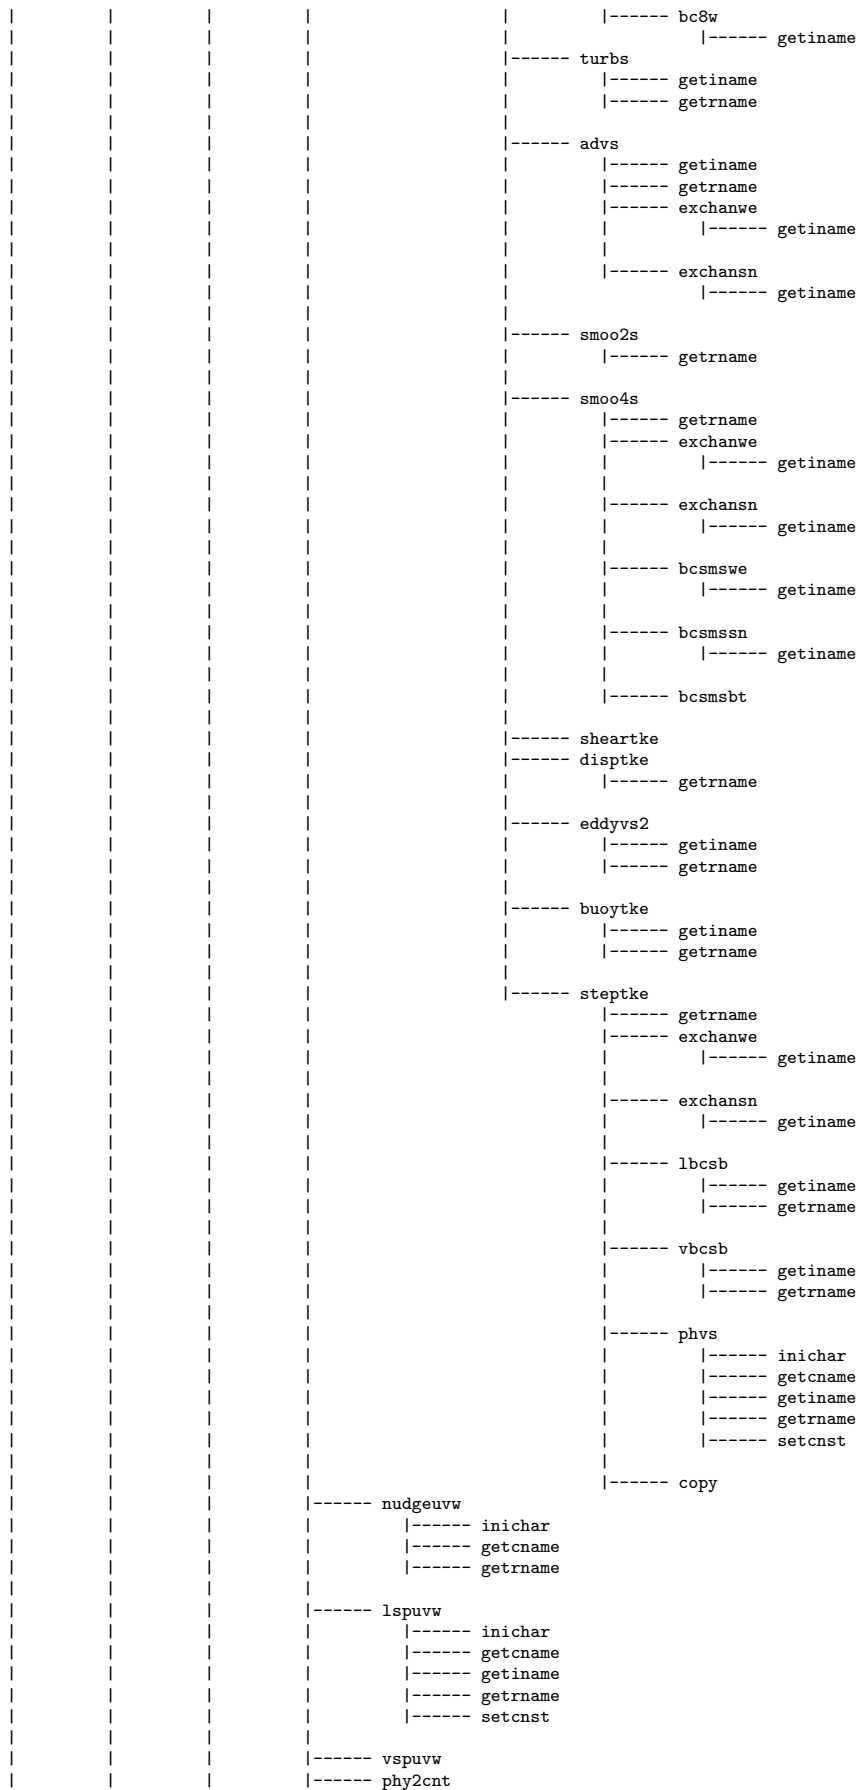 |          |          |          |                    |          |------ bc8w
|          |          |          |                    |                    |------ getiname
|          |          |          |                    |------ turbs
|          |          |          |                    |          |------ getiname
|          |          |          |                    |          |------ getrname
|          |          |          |                    |
|          |          |          |                    |------ advs
|          |          |          |                    |          |------ getiname
|          |          |          |                    |          |------ getrname
|          |          |          |                    |          |------ exchanwe
|          |          |          |                    |          |          |------ getiname
|          |          |          |                    |          |
|          |          |          |                    |          |------ exchansn
|          |          |          |                    |                    |------ getiname
|          |          |          |                    |
|          |          |          |                    |------ smoo2s
|          |          |          |                    |          |------ getrname
|          |          |          |                    |
|          |          |          |                    |------ smoo4s
|          |          |          |                    |          |------ getrname
|          |          |          |                    |          |------ exchanwe
|          |          |          |                    |          |          |------ getiname
|          |          |          |                    |          |
|          |          |          |                    |          |------ exchansn
|          |          |          |                    |          |          |------ getiname
|          |          |          |                    |          |
|          |          |          |                    |          |------ bcsmswe
|          |          |          |                    |          |          |------ getiname
|          |          |          |                    |          |
|          |          |          |                    |          |------ bcsmssn
|          |          |          |                    |          |          |------ getiname
|          |          |          |                    |          |
|          |          |          |                    |          |------ bcsmsbt
|          |          |          |                    |
|          |          |          |                    |------ sheartke
|          |          |          |                    |------ disptke
|          |          |          |                    |          |------ getrname
|          |          |          |                    |
|          |          |          |                    |------ eddyvs2
|          |          |          |                    |          |------ getiname
|          |          |          |                    |          |------ getrname
|          |          |          |                    |
|          |          |          |                    |------ buoytke
|          |          |          |                    |          |------ getiname
|          |          |          |                    |          |------ getrname
|          |          |          |                    |
|          |          |          |                    |------ steptke
|          |          |          |                               |------ getrname
|          |          |          |                               |------ exchanwe
|          |          |          |                               |          |------ getiname
|          |          |          |                               |
|          |          |          |                               |------ exchansn
|          |          |          |                               |          |------ getiname
|          |          |          |                               |
|          |          |          |                               |------ lbcsb
|          |          |          |                               |          |------ getiname
|          |          |          |                               |          |------ getrname
|          |          |          |                               |
|          |          |          |                               |------ vbcsb
|          |          |          |                               |          |------ getiname
|          |          |          |                               |          |------ getrname
|          |          |          |                               |
|          |          |          |                               |------ phvs
|          |          |          |                               |          |------ inichar
|          |          |          |                               |          |------ getcname
|          |          |          |                               |          |------ getiname
|          |          |          |                               |          |------ getrname
|          |          |          |                               |          |------ setcnst
|          |          |          |                               |
|          |          |          |                               |------ copy
|          |          |          |------ nudgeuvw
|          |          |          |          |------ inichar
|          |          |          |          |------ getcname
|          |          |          |          |------ getrname
|          |          |          |
|          |          |          |------ lspuvw
|          |          |          |          |------ inichar
|          |          |          |          |------ getcname
|          |          |          |          |------ getiname
|          |          |          |          |------ getrname
|          |          |          |          |------ setcnst
|          |          |          |
|          |          |          |------ vspuvw
|          |          |          |------ phy2cnt